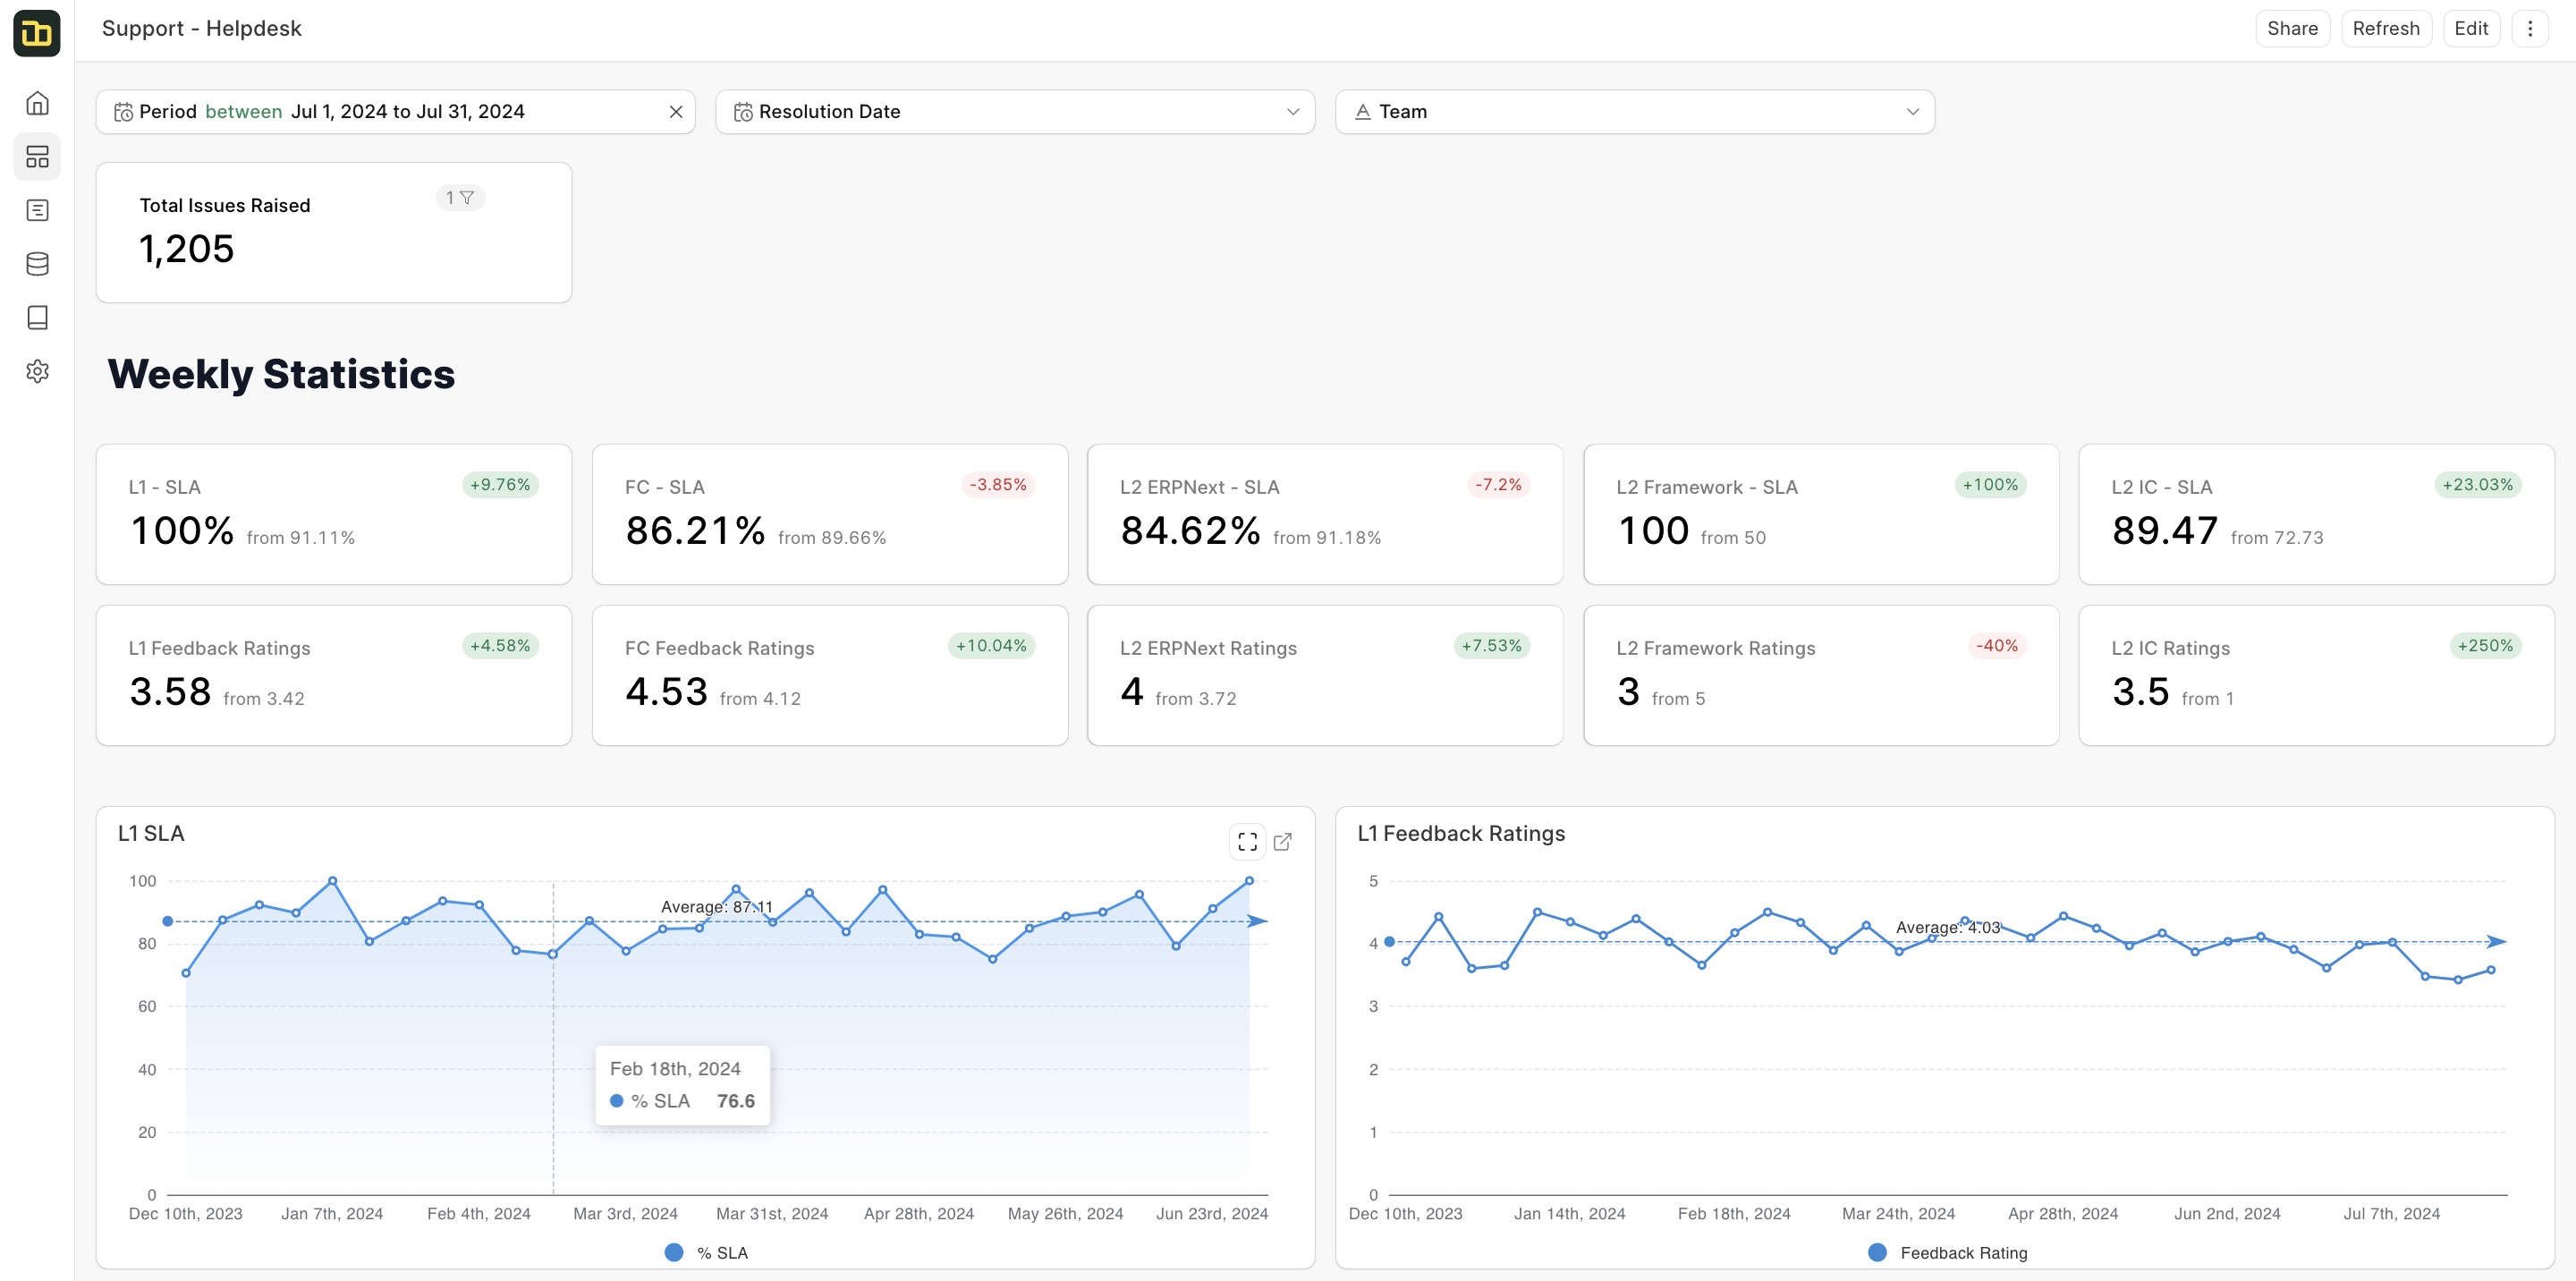 Support - Helpdesk
Share
Refresh
Edit
Period between Jul 1, 2024 to Jul 31, 2024
Resolution Date
Team
Total Issues Raised
1
1,205
Weekly Statistics
L1 - SLA
+9.76%
100% from 91.11%
FC - SLA
-3.85%
86.21% from 89.66%
L2 ERPNext - SLA
-7.2%
84.62% from 91.18%
L2 Framework - SLA
+100%
100 from 50
L2 IC - SLA
+23.03%
89.47 from 72.73
L1 Feedback Ratings
+4.58%
3.58 from 3.42
FC Feedback Ratings
+10.04%
4.53 from 4.12
L2 ERPNext Ratings
+7.53%
4 from 3.72
L2 Framework Ratings
-40%
3 from 5
L2 IC Ratings
+250%
3.5 from 1
L1 SLA
100
80
60
40
20
0
Average: 87.11
Feb 18th, 2024
% SLA 76.6
Dec 10th, 2023 Jan 7th, 2024 Feb 4th, 2024 Mar 3rd, 2024 Mar 31st, 2024 Apr 28th, 2024 May 26th, 2024 Jun 23rd, 2024
% SLA
L1 Feedback Ratings
5
4
3
2
1
0
Average: 4.03
Dec 10th, 2023 Jan 14th, 2024 Feb 18th, 2024 Mar 24th, 2024 Apr 28th, 2024 Jun 2nd, 2024 Jul 7th, 2024
Feedback Rating